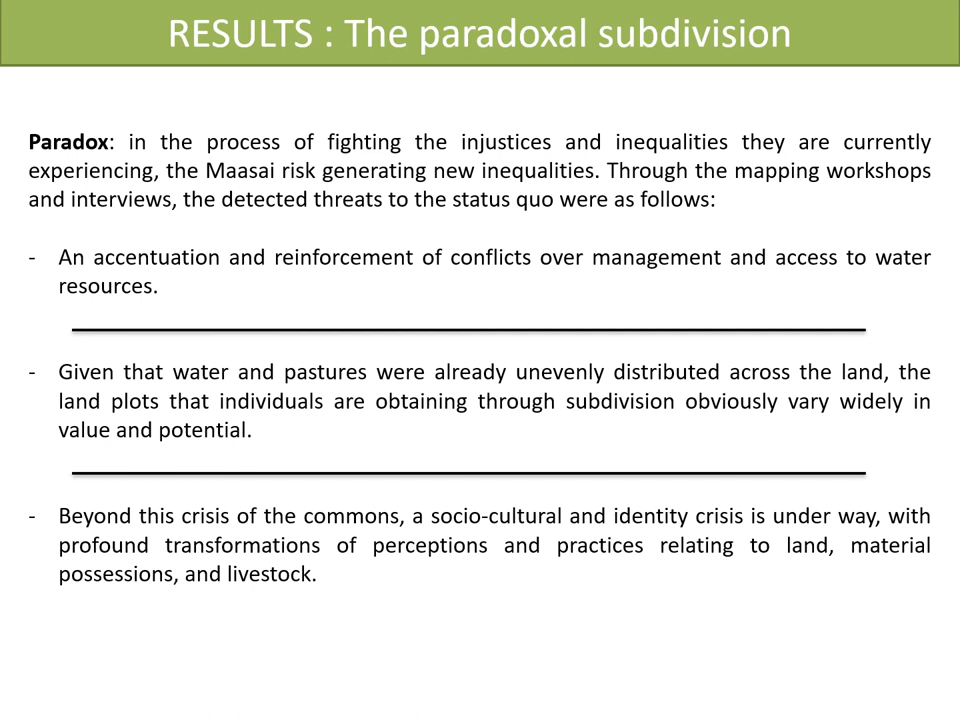 RESULTS : The paradoxal subdivision
Paradox: in the process of fighting the injustices and inequalities they are currently
experiencing, the Maasai risk generating new inequalities. Through the mapping workshops
and interviews, the detected threats to the status quo were as follows:
- An accentuation and reinforcement of conflicts over management and access to water
resources.
- Given that water and pastures were already unevenly distributed across the land, the
land plots that individuals are obtaining through subdivision obviously vary widely in
value and potential.
- Beyond this crisis of the commons, a socio-cultural and identity crisis is under way, with
profound transformations of perceptions and practices relating to land, material
possessions, and livestock.